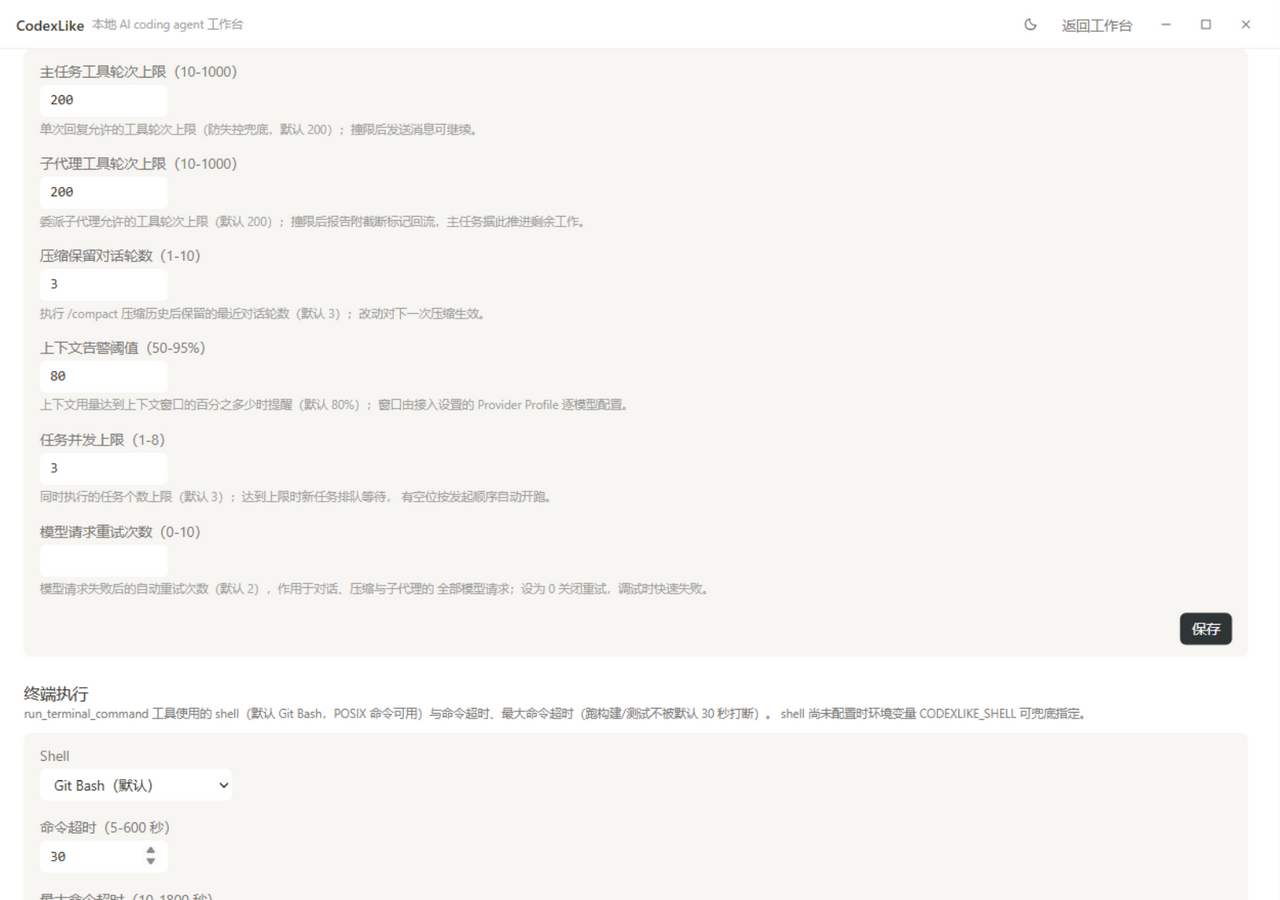 CodexLike 本地 AI coding agent 工作台
返回工作台
主任务工具轮次上限（10-1000）
200
单次回复允许的工具轮次上限（防失控兜底，默认 200）；撞限后发送消息可继续。
子代理工具轮次上限（10-1000）
200
委派子代理允许的工具轮次上限（默认 200）；撞限后报告附截断标记回流，主任务据此推进剩余工作。
压缩保留对话轮数（1-10）
3
执行 /compact 压缩历史后保留的最近对话轮数（默认 3）；改动对下一次压缩生效。
上下文告警阈值（50-95%）
80
上下文用量达到上下文窗口的百分之多少时提醒（默认 80%）；窗口由接入设置的 Provider Profile 逐模型配置。
任务并发上限（1-8）
3
同时执行的任务个数上限（默认 3）；达到上限时新任务排队等待， 有空位按发起顺序自动开跑。
模型请求重试次数（0-10）
模型请求失败后的自动重试次数（默认 2），作用于对话、压缩与子代理的 全部模型请求；设为 0 关闭重试，调试时快速失败。
保存
终端执行
run_terminal_command 工具使用的 shell（默认 Git Bash，POSIX 命令可用）与命令超时、最大命令超时（跑构建/测试不被默认 30 秒打断）。 shell 尚未配置时环境变量 CODEXLIKE_SHELL 可兜底指定。
Shell
Git Bash（默认）
命令超时（5-600 秒）
30
最大命令超时（10-1800 秒）